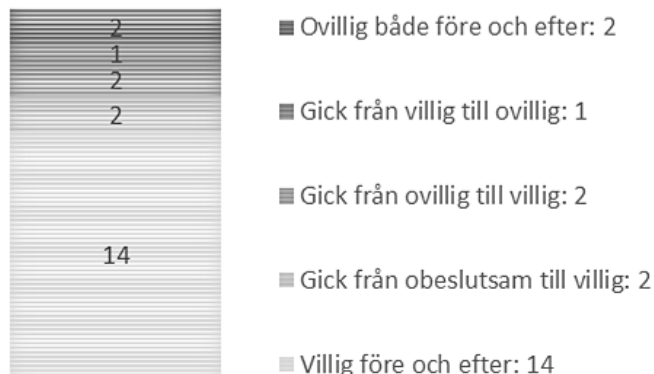 2
1
2
2
14
Ovillig både före och efter: 2
Gick från villig till ovillig: 1
Gick från ovillig till villig: 2
Gick från obeslutsam till villig: 2
Villig före och efter: 14